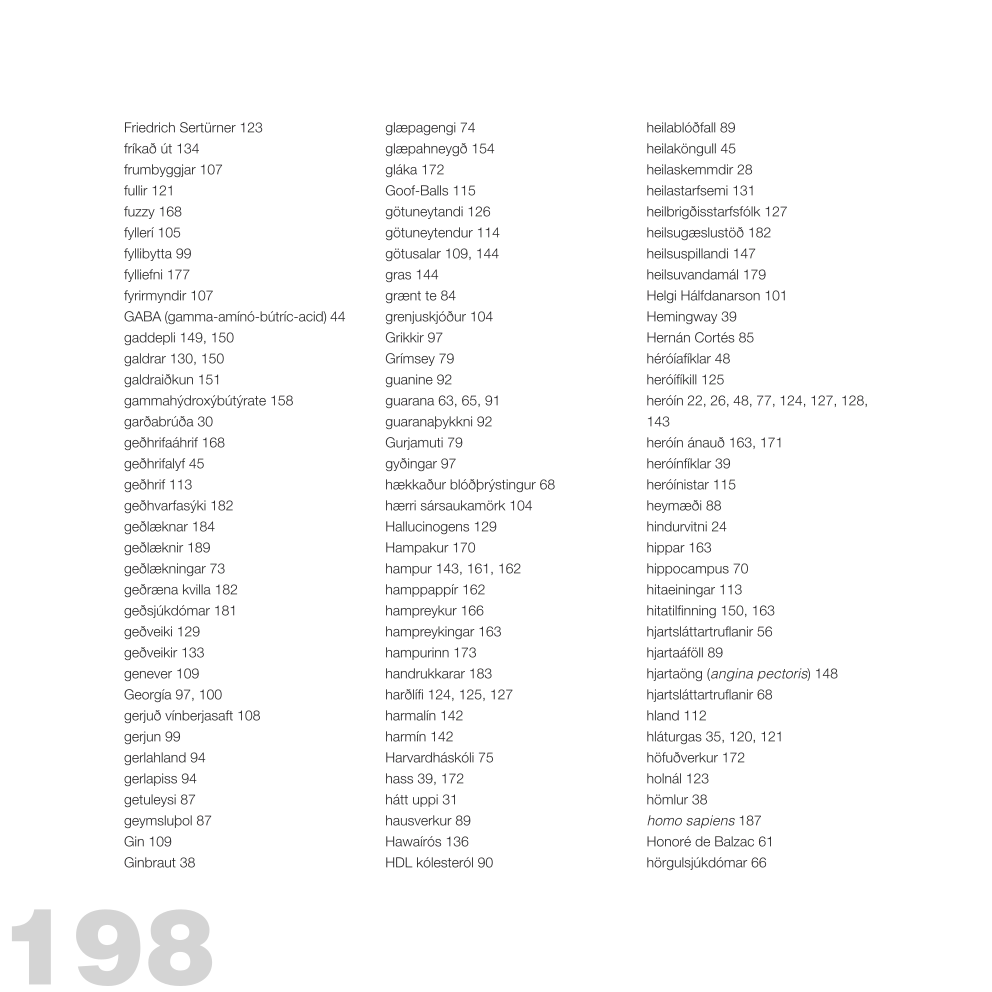 Friedrich Sertürner 123
fríkað út 134
frumbyggjar 107
fullir 121
fuzzy 168
fyllerí 105
fyllibytta 99
fylliefni 177
fyrirmyndir 107
GABA (gamma-amínó-bútríc-acid) 44
gaddepli 149, 150
galdrar 130, 150
galdraiðkun 151
gammahýdroxýbútýrate 158
garðabrúða 30
geðhrifaáhrif 168
geðhrifalyf 45
geðhrif 113
geðhvarfasýki 182
geðlæknar 184
geðlæknir 189
geðlækningar 73
geðræna kvilla 182
geðsjúkdómar 181
geðveiki 129
geðveikir 133
genever 109
Georgía 97, 100
gerjuð vínberjasaft 108
gerjun 99
gerlahland 94
gerlapiss 94
getuleysi 87
geymsluþol 87
Gin 109
Ginbraut 38
glæpagengi 74
glæpahneygð 154
gláka 172
Goof-Balls 115
götuneytandi 126
götuneytendur 114
götusalar 109, 144
gras 144
grænt te 84
grenjuskjóður 104
Grikkir 97
Grímsey 79
guanine 92
guarana 63, 65, 91
guaranaþykkni 92
Gurjamuti 79
gyðingar 97
hækkaður blóðþrýstingur 68
hærri sársaukamörk 104
Hallucinogens 129
Hampakur 170
hampur 143, 161, 162
hamppappír 162
hampreykur 166
hampreykingar 163
hampurinn 173
handrukkarar 183
harðlífi 124, 125, 127
harmalín 142
harmín 142
Harvardháskóli 75
hass 39, 172
hátt uppi 31
hausverkur 89
Hawaírós 136
HDL kólesteról 90
heilablóðfall 89
heilaköngull 45
heilaskemmdir 28
heilastarfsemi 131
heilbrigðisstarfsfólk 127
heilsugæslustöð 182
heilsuspillandi 147
heilsuvandamál 179
Helgi Hálfdanarson 101
Hemingway 39
Hernán Cortés 85
héróíafíklar 48
heróífíkill 125
heróín 22, 26, 48, 77, 124, 127, 128,
143
heróín ánauð 163, 171
heróínfíklar 39
heróínistar 115
heymæði 88
hindurvitni 24
hippar 163
hippocampus 70
hitaeiningar 113
hitatilfinning 150, 163
hjartsláttartruflanir 56
hjartaáföll 89
hjartaöng (angina pectoris) 148
hjartsláttartruflanir 68
hland 112
hláturgas 35, 120, 121
höfuðverkur 172
holnál 123
hömlur 38
homo sapiens 187
Honoré de Balzac 61
hörgulsjúkdómar 66
198